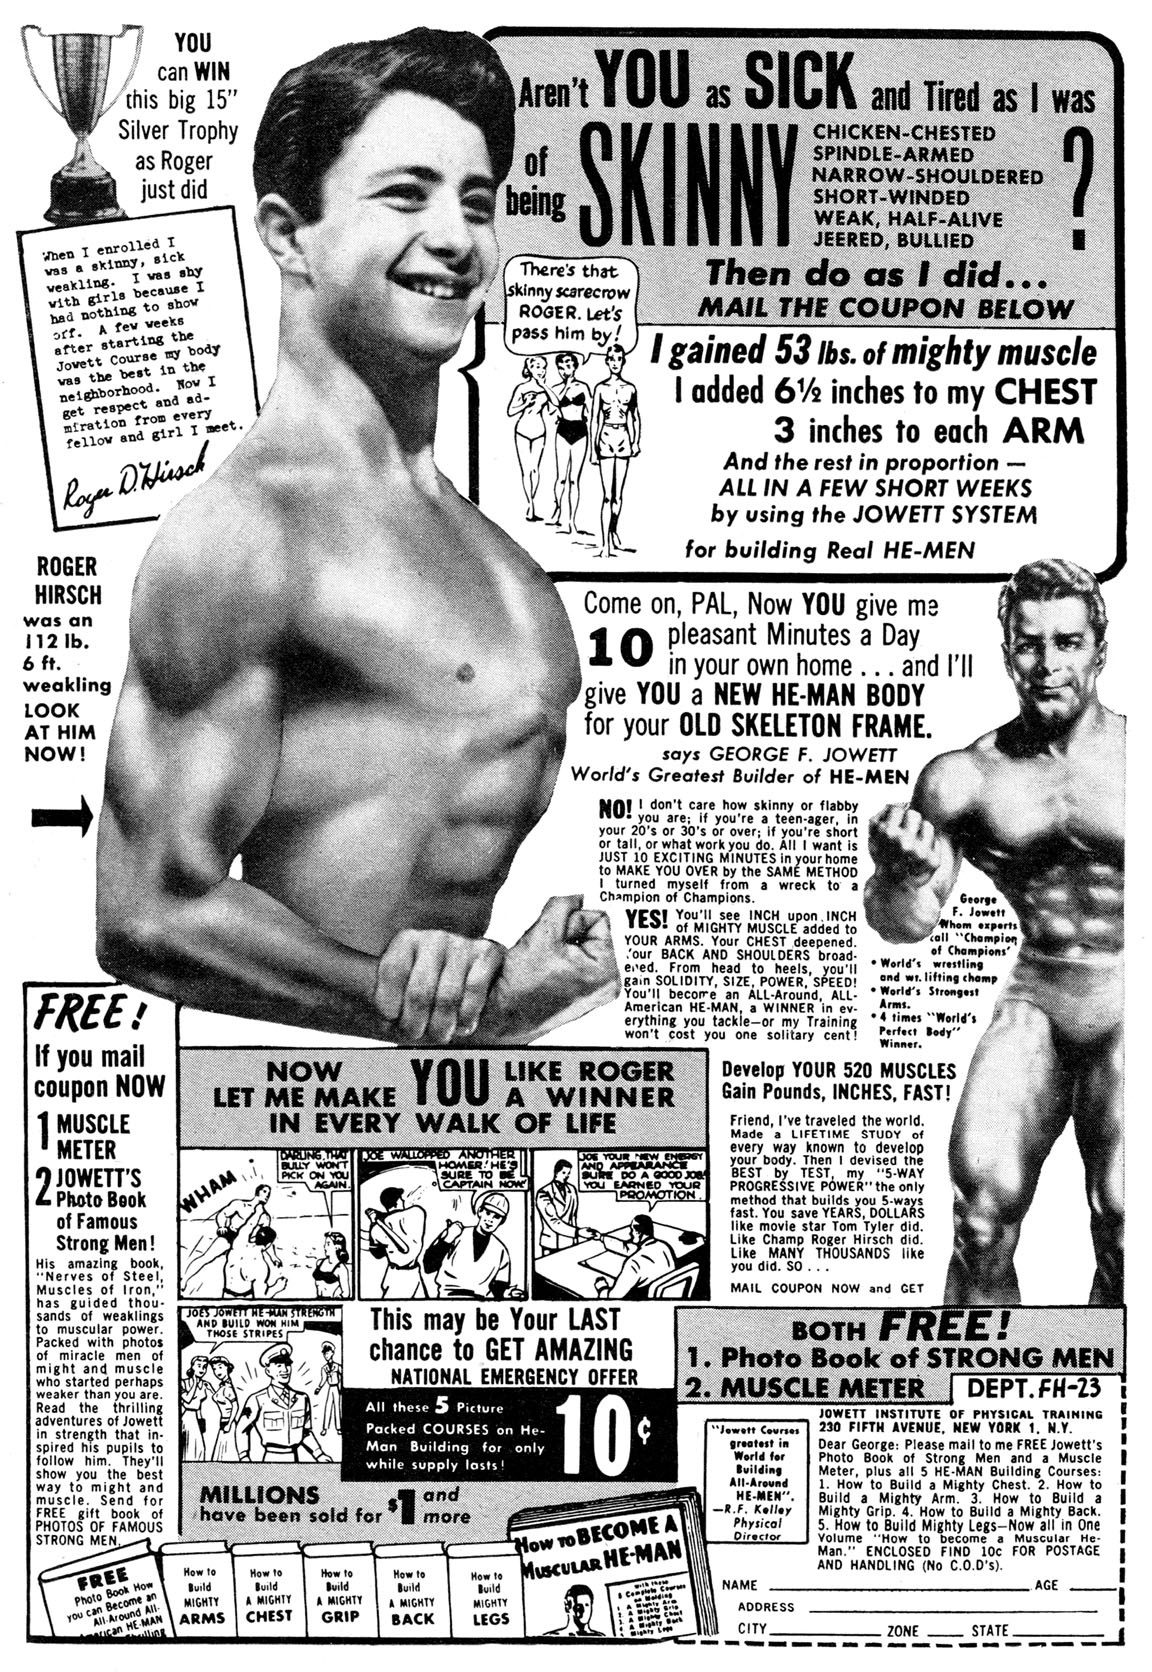 YOU
can WIN
this big 15"
Silver Trophy
as Roger
just did
When I enrolled I
was a skinny, sick
weakling. I was shy
with girls because I
had nothing to show
off. A few weeks
after starting the
Jowett Course my body
was the best in the
neighborhood. Now I
get respect and ad-
miration from every
fellow and girl I meet.
Roger D. Hirsch
ROGER
HIRSCH
was an
112 lb.
6 ft.
weakling
LOOK
AT HIM
NOW!
Aren't YOU as SICK and Tired as I was
of being SKINNY ?
CHICKEN-CHESTED
SPINDLE-ARMED
NARROW-SHOULDERED
SHORT-WINDED
WEAK, HALF-ALIVE
JEERED, BULLIED
Then do as I did...
MAIL THE COUPON BELOW
There's that
skinny scarecrow
ROGER. Let's
pass him by!
I gained 53 lbs. of mighty muscle
I added 6½ inches to my CHEST
3 inches to each ARM
And the rest in proportion —
ALL IN A FEW SHORT WEEKS
by using the JOWETT SYSTEM
for building Real HE-MEN
Come on, PAL, Now YOU give me
10 pleasant Minutes a Day
in your own home ... and I'll
give YOU a NEW HE-MAN BODY
for your OLD SKELETON FRAME.
says GEORGE F. JOWETT
World's Greatest Builder of HE-MEN
NO! I don't care how skinny or flabby
you are; if you're a teen-ager, in
your 20's or 30's or over; if you're short
or tall, or what work you do. All I want is
JUST 10 EXCITING MINUTES in your home
to MAKE YOU OVER by the SAME METHOD
I turned myself from a wreck to a
Champion of Champions.
YES! You'll see INCH upon INCH
of MIGHTY MUSCLE added to
YOUR ARMS. Your CHEST deepened.
Your BACK AND SHOULDERS broad-
ened. From head to heels, you'll
gain SOLIDITY, SIZE, POWER, SPEED!
You'll become an ALL-Around, ALL-
American HE-MAN, a WINNER in ev-
erything you tackle—or my Training
won't cost you one solitary cent!
George
F. Jowett
Whom experts
call "Champion
of Champions'
• World's wrestling
and wt. lifting champ
• World's Strongest
Arms.
• 4 times "World's
Perfect Body"
Winner.
Develop YOUR 520 MUSCLES
Gain Pounds, INCHES, FAST!
Friend, I've traveled the world.
Made a LIFETIME STUDY of
every way known to develop
your body. Then I devised the
BEST by TEST, my "5-WAY
PROGRESSIVE POWER" the only
method that builds you 5-ways
fast. You save YEARS, DOLLARS
like movie star Tom Tyler did.
Like Champ Roger Hirsch did.
Like MANY THOUSANDS like
you did. SO ...
MAIL COUPON NOW and GET
FREE!
If you mail
coupon NOW
1 MUSCLE
METER
2 JOWETT'S
Photo Book
of Famous
Strong Men!
His amazing book,
"Nerves of Steel,
Muscles of Iron,"
has guided thou-
sands of weaklings
to muscular power.
Packed with photos
of miracle men of
might and muscle
who started perhaps
weaker than you are.
Read the thrilling
adventures of Jowett
in strength that in-
spired his pupils to
follow him. They'll
show you the best
way to might and
muscle. Send for
FREE gift book of
PHOTOS OF FAMOUS
STRONG MEN.
NOW
LET ME MAKE YOU LIKE ROGER
A WINNER
IN EVERY WALK OF LIFE
WHAM
DARLING, THAT
BULLY WON'T
PICK ON YOU
AGAIN.
JOE WALLOPPED ANOTHER
HOMER! HE'S
SURE TO BE
CAPTAIN NOW
JOE YOUR NEW ENERGY
AND APPEARANCE
SURE DO A GOOD JOB!
YOU EARNED YOUR
PROMOTION.
JOE'S JOWETT HE-MAN STRENGTH
AND BUILD WON HIM
THOSE STRIPES
This may be Your LAST
chance to GET AMAZING
NATIONAL EMERGENCY OFFER
All these 5 Picture
Packed COURSES on He-
Man Building for only
while supply lasts!
10¢
MILLIONS
have been sold for $1 and
more
FREE
Photo Book How
you can Become an
All-Around All-
American HE-MAN
How to
Build
MIGHTY
ARMS
How to
Build
A MIGHTY
CHEST
How to
Build
A MIGHTY
GRIP
How to
Build
A MIGHTY
BACK
How to
Build
MIGHTY
LEGS
How to BECOME A
MUSCULAR HE-MAN
BOTH FREE!
1. Photo Book of STRONG MEN
2. MUSCLE METER
DEPT. FH-23
"Jowett Courses
greatest in
World for
Building
All-Around
HE-MEN".
—R.F. Kelley
Physical
Director
JOWETT INSTITUTE OF PHYSICAL TRAINING
230 FIFTH AVENUE, NEW YORK 1, N.Y.
Dear George: Please mail to me FREE Jowett's
Photo Book of Strong Men and a Muscle
Meter, plus all 5 HE-MAN Building Courses:
1. How to Build a Mighty Chest. 2. How to
Build a Mighty Arm. 3. How to Build a
Mighty Grip. 4. How to Build a Mighty Back.
5. How to Build Mighty Legs—Now all in One
Volume "How to become a Muscular He-
Man." ENCLOSED FIND 10c FOR POSTAGE
AND HANDLING (No C.O.D's).
NAME AGE
ADDRESS
CITY ZONE STATE